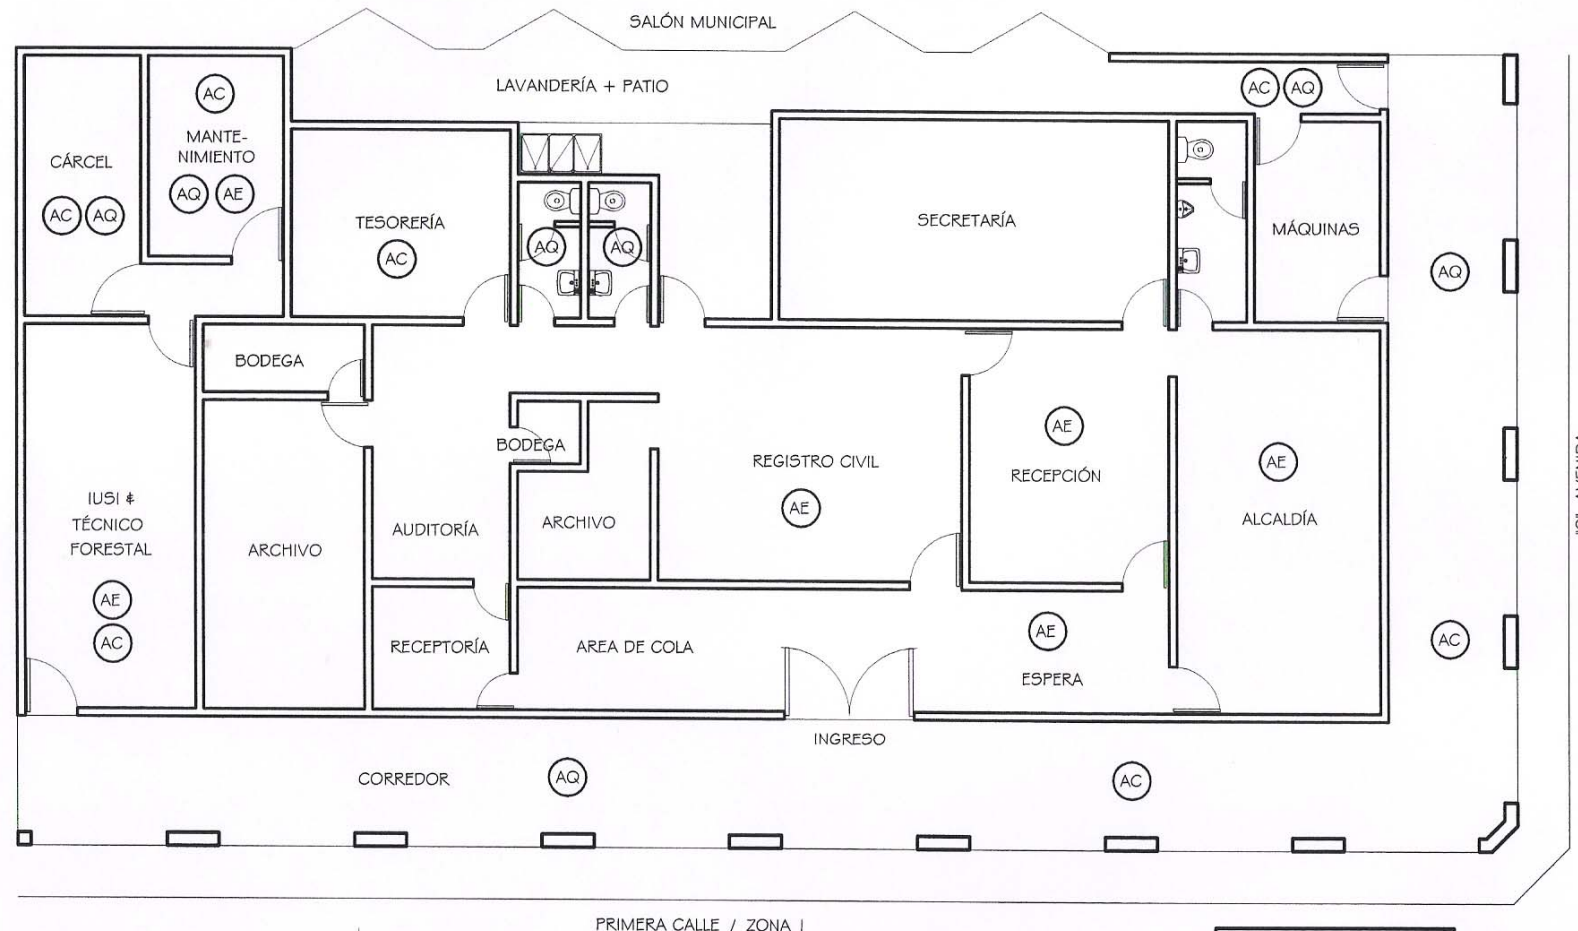 SALÓN MUNICIPAL
LAVANDERÍA + PATIO
AC AQ
AC
MANTE-
NIMIENTO
AQ AE
CÁRCEL
AC AQ
TESORERÍA
AC
AQ
AQ
SECRETARÍA
MÁQUINAS
AQ
BODEGA
BODEGA
ARCHIVO
REGISTRO CIVIL
AE
AE
RECEPCIÓN
AE
ALCALDÍA
IUSI &
TÉCNICO
FORESTAL
AE
AC
ARCHIVO
AUDITORÍA
RECEPTORÍA
AREA DE COLA
AE
ESPERA
AC
INGRESO
CORREDOR
AQ
AC
PRIMERA CALLE / ZONA I